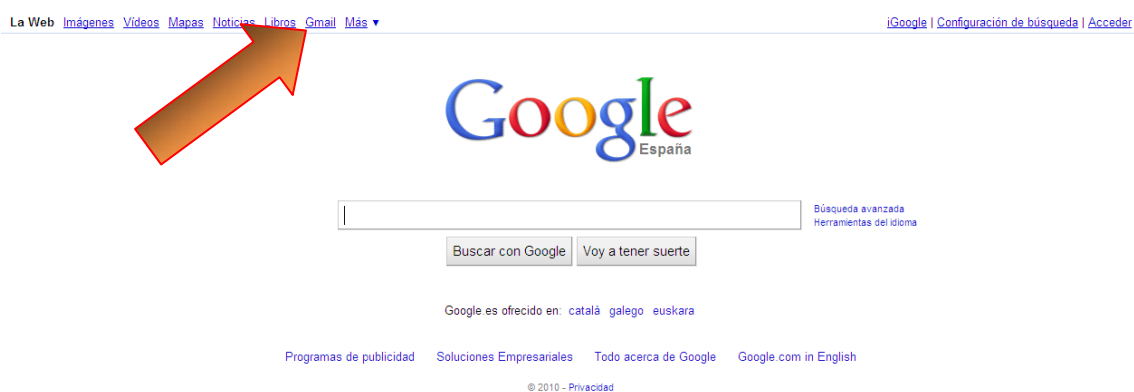 La Web Imágenes Vídeos Mapas Noticias Libros Gmail Más ▼ iGoogle | Configuración de búsqueda | Acceder
Google
España
Búsqueda avanzada
Herramientas del idioma
Buscar con Google Voy a tener suerte
Google.es ofrecido en: català galego euskara
Programas de publicidad Soluciones Empresariales Todo acerca de Google Google.com in English
© 2010 - Privacidad